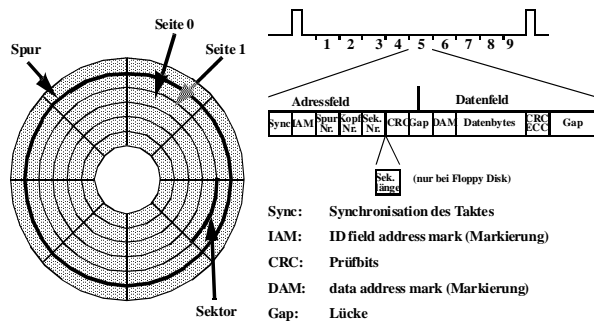 Seite 0
Seite 1
Spur
Sektor
1 2 3 4 5 6 7 8 9
Adressfeld Datenfeld
Sync IAM Spur Nr. Kopf Nr. Sek. Nr. CRC Gap DAM Datenbytes CRC ECC Gap
Sek. länge (nur bei Floppy Disk)
Sync: Synchronisation des Taktes
IAM: ID field address mark (Markierung)
CRC: Prüfbits
DAM: data address mark (Markierung)
Gap: Lücke